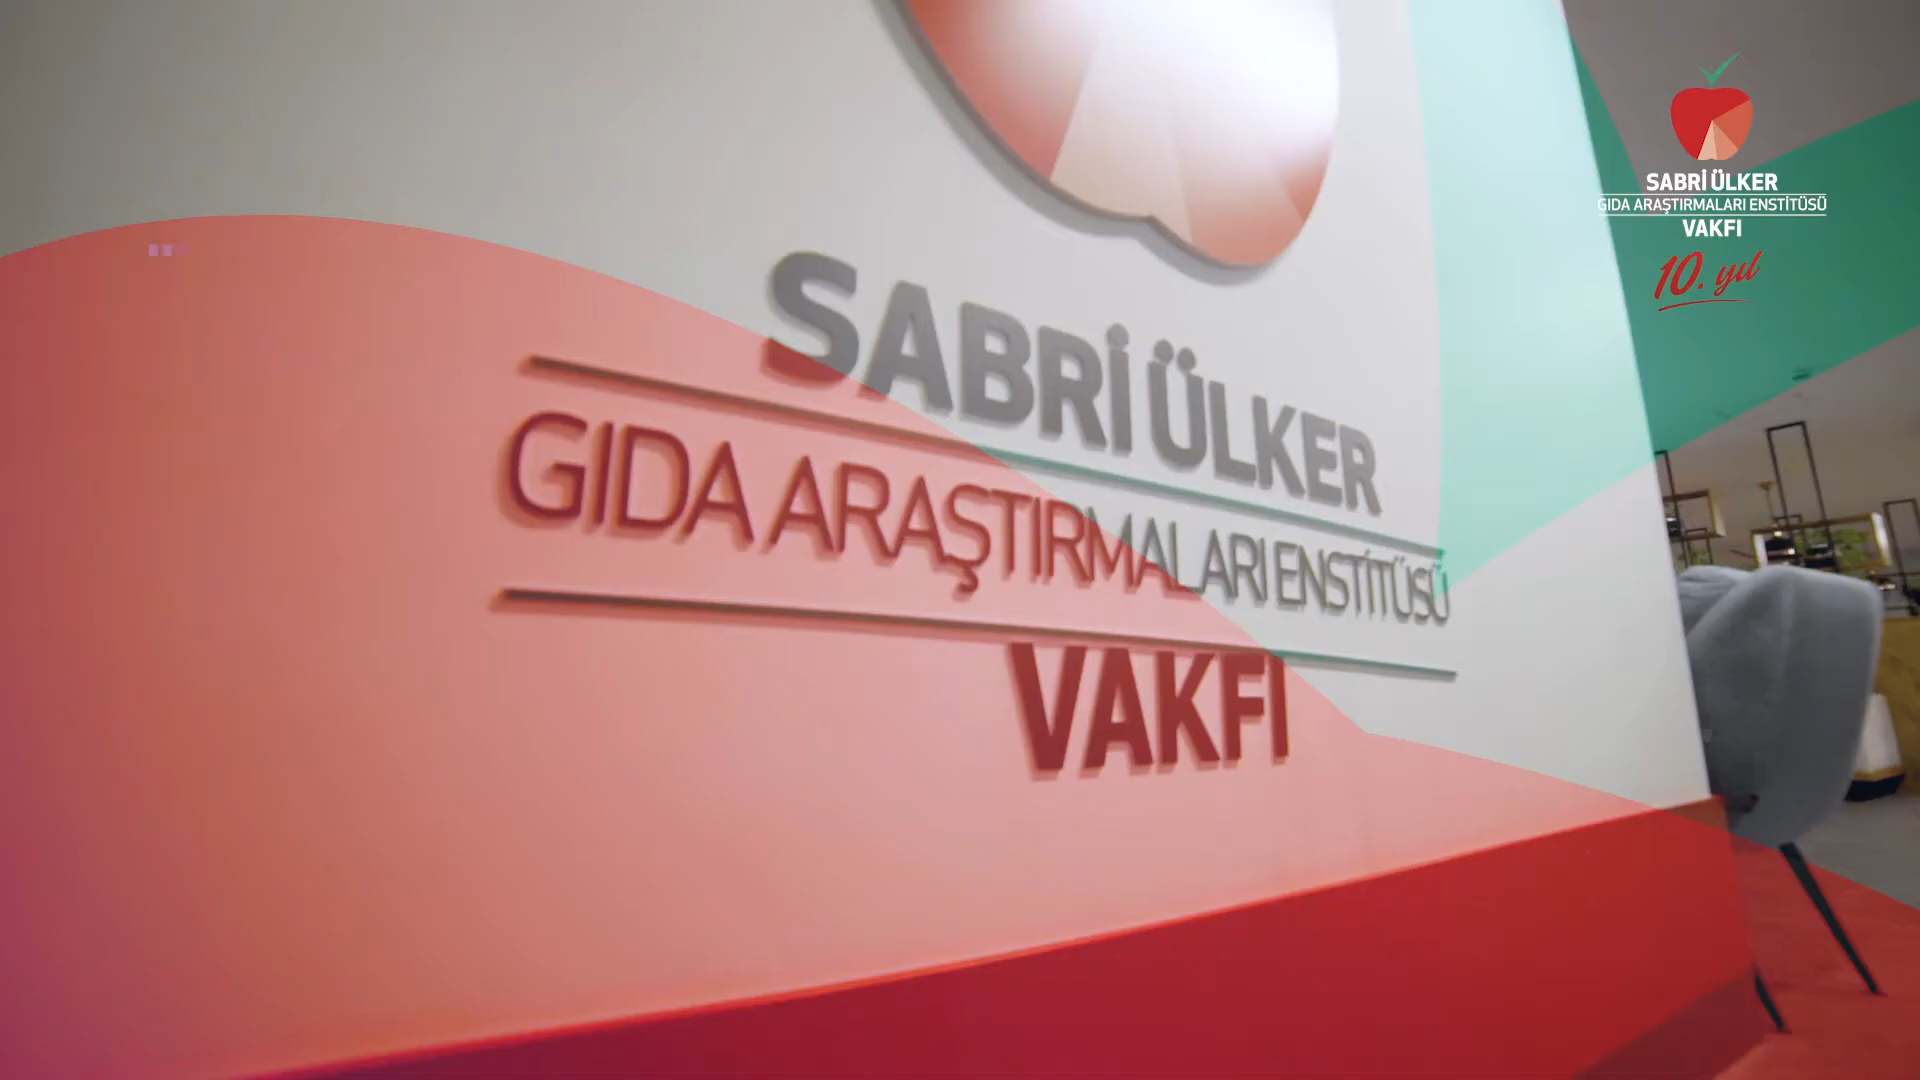 SABRİ ÜLKER
GIDA ARAŞTIRMALARI ENSTİTÜSÜ
VAKFI
SABRİ ÜLKER
GIDA ARAŞTIRMALARI ENSTİTÜSÜ
VAKFI
10. yıl